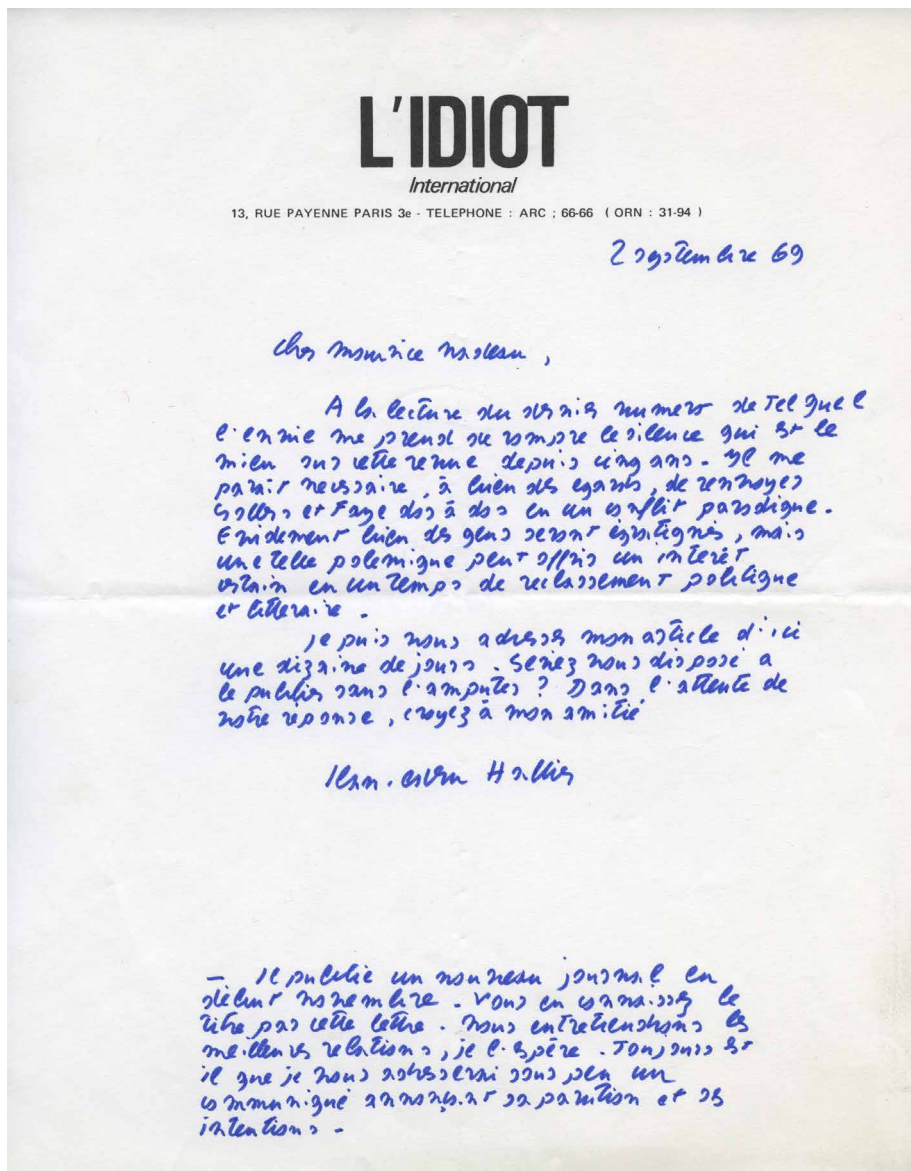 L'IDIOT
International
13, RUE PAYENNE PARIS 3e - TELEPHONE : ARC ; 66-66 ( ORN : 31-94 )
2 septembre 69
Cher Maurice Nadeau,
A la lecture du dernier numero de Tel Quel
l'envie me prend de rompre le silence qui est le
mien sur cette revue depuis cinq ans. Il me
parait necessaire, à bien des egards, de renvoyer
Sollers et Faye dos à dos en un conflit parodique.
Evidement bien des gens seront égratignés, mais
une telle polemique peut offrir un interêt
certain en un temps de reclassement politique
et litteraire.
Je puis vous adresser mon article d'ici
une dizaine de jours. Seriez vous disposé a
le publier sans l'amputer ? Dans l'attente de
votre réponse, croyez à mon amitié
Jean-Edern Hallier
- Je publie un nouveau journal en
début novembre. Vous en connaissez le
titre par cette lettre. Nous entretiendrons les
meilleures relations, je l'espère. Toujours est
il que je vous adresserai sous peu un
communiqué annonçant sa parution et ses
intentions -